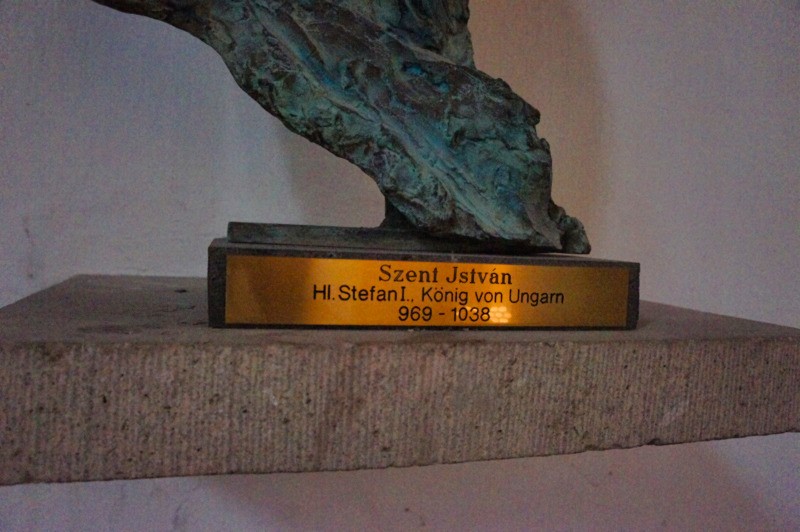 Szent Jstván
Hl. Stefan I., König von Ungarn
969 - 1038